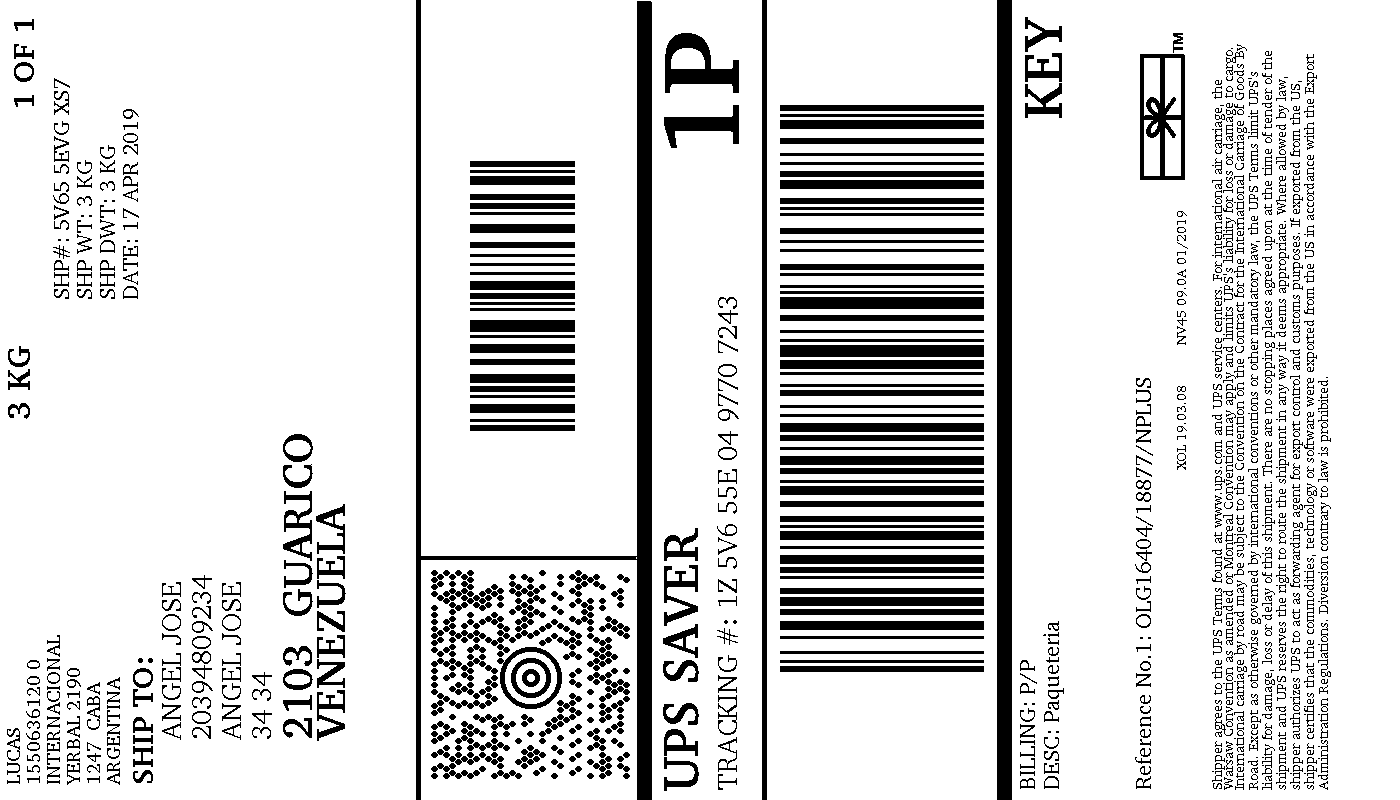 LUCAS
1550636120 0
INTERNACIONAL
YERBAL 2190
1247 CABA
ARGENTINA
3 KG
1 OF 1
SHP#: 5V65 5EVG XS7
SHP WT: 3 KG
SHP DWT: 3 KG
DATE: 17 APR 2019
SHIP TO:
ANGEL JOSE
20394809234
ANGEL JOSE
34 34
2103 GUARICO
VENEZUELA
UPS SAVER
1P
TRACKING #: 1Z 5V6 55E 04 9770 7243
BILLING: P/P
DESC: Paqueteria
KEY
Reference No.1: OLG16404/18877/NPLUS
TM
XOL 19.03.08 NV45 09.0A 01/2019
Shipper agrees to the UPS Terms found at www.ups.com and UPS service centers. For international air carriage, the
Warsaw Convention as amended or Montreal Convention may apply and limits UPS's liability for loss or damage to cargo.
International carriage by road may be subject to the Convention on the Contract for the International Carriage of Goods By
Road. Except as otherwise governed by international conventions or other mandatory law, the UPS Terms limit UPS's
liability for damage, loss or delay of this shipment. There are no stopping places agreed upon at the time of tender of the
shipment and UPS reserves the right to route the shipment in any way it deems appropriate. Where allowed by law,
shipper authorizes UPS to act as forwarding agent for export control and customs purposes. If exported from the US,
shipper certifies that the commodities, technology or software were exported from the US in accordance with the Export
Administration Regulations. Diversion contrary to law is prohibited.